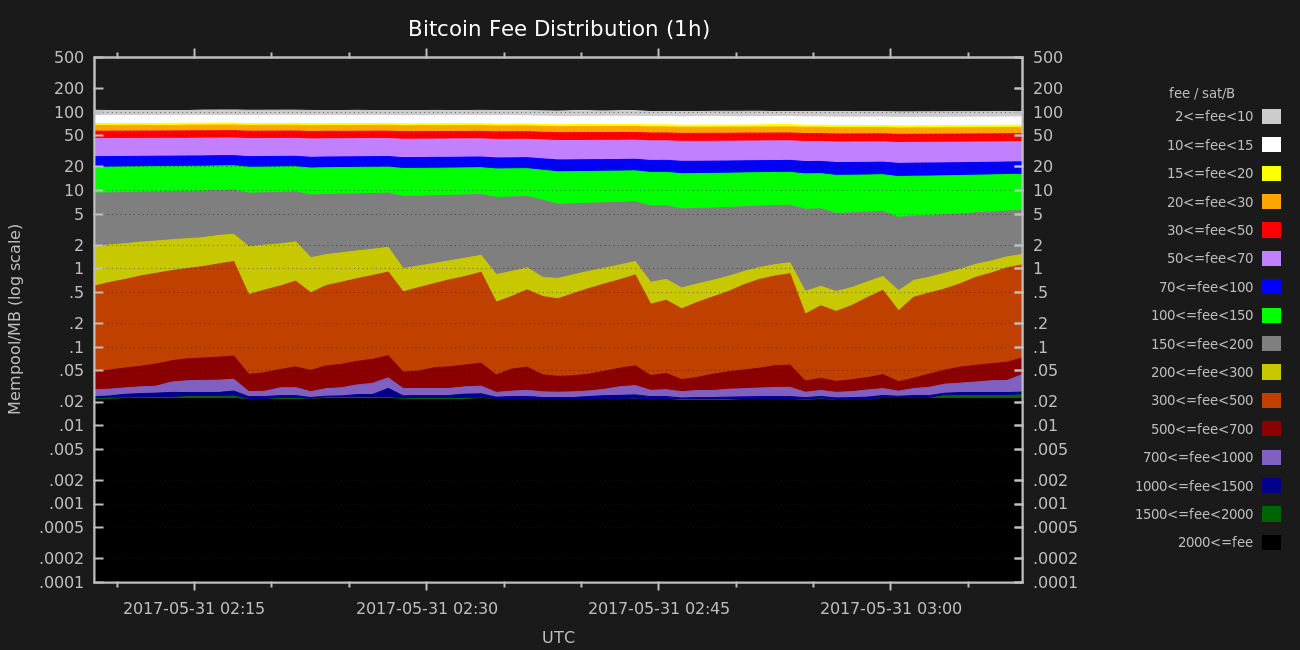 Bitcoin Fee Distribution (1h)
500
200
100
50
20
10
5
2
1
.5
.2
.1
.05
.02
.01
.005
.002
.001
.0005
.0002
.0001
Mempool/MB (log scale)
500
200
100
50
20
10
5
2
1
.5
.2
.1
.05
.02
.01
.005
.002
.001
.0005
.0002
.0001
2017-05-31 02:15
2017-05-31 02:30
2017-05-31 02:45
2017-05-31 03:00
UTC
fee / sat/B
2<=fee<10
10<=fee<15
15<=fee<20
20<=fee<30
30<=fee<50
50<=fee<70
70<=fee<100
100<=fee<150
150<=fee<200
200<=fee<300
300<=fee<500
500<=fee<700
700<=fee<1000
1000<=fee<1500
1500<=fee<2000
2000<=fee